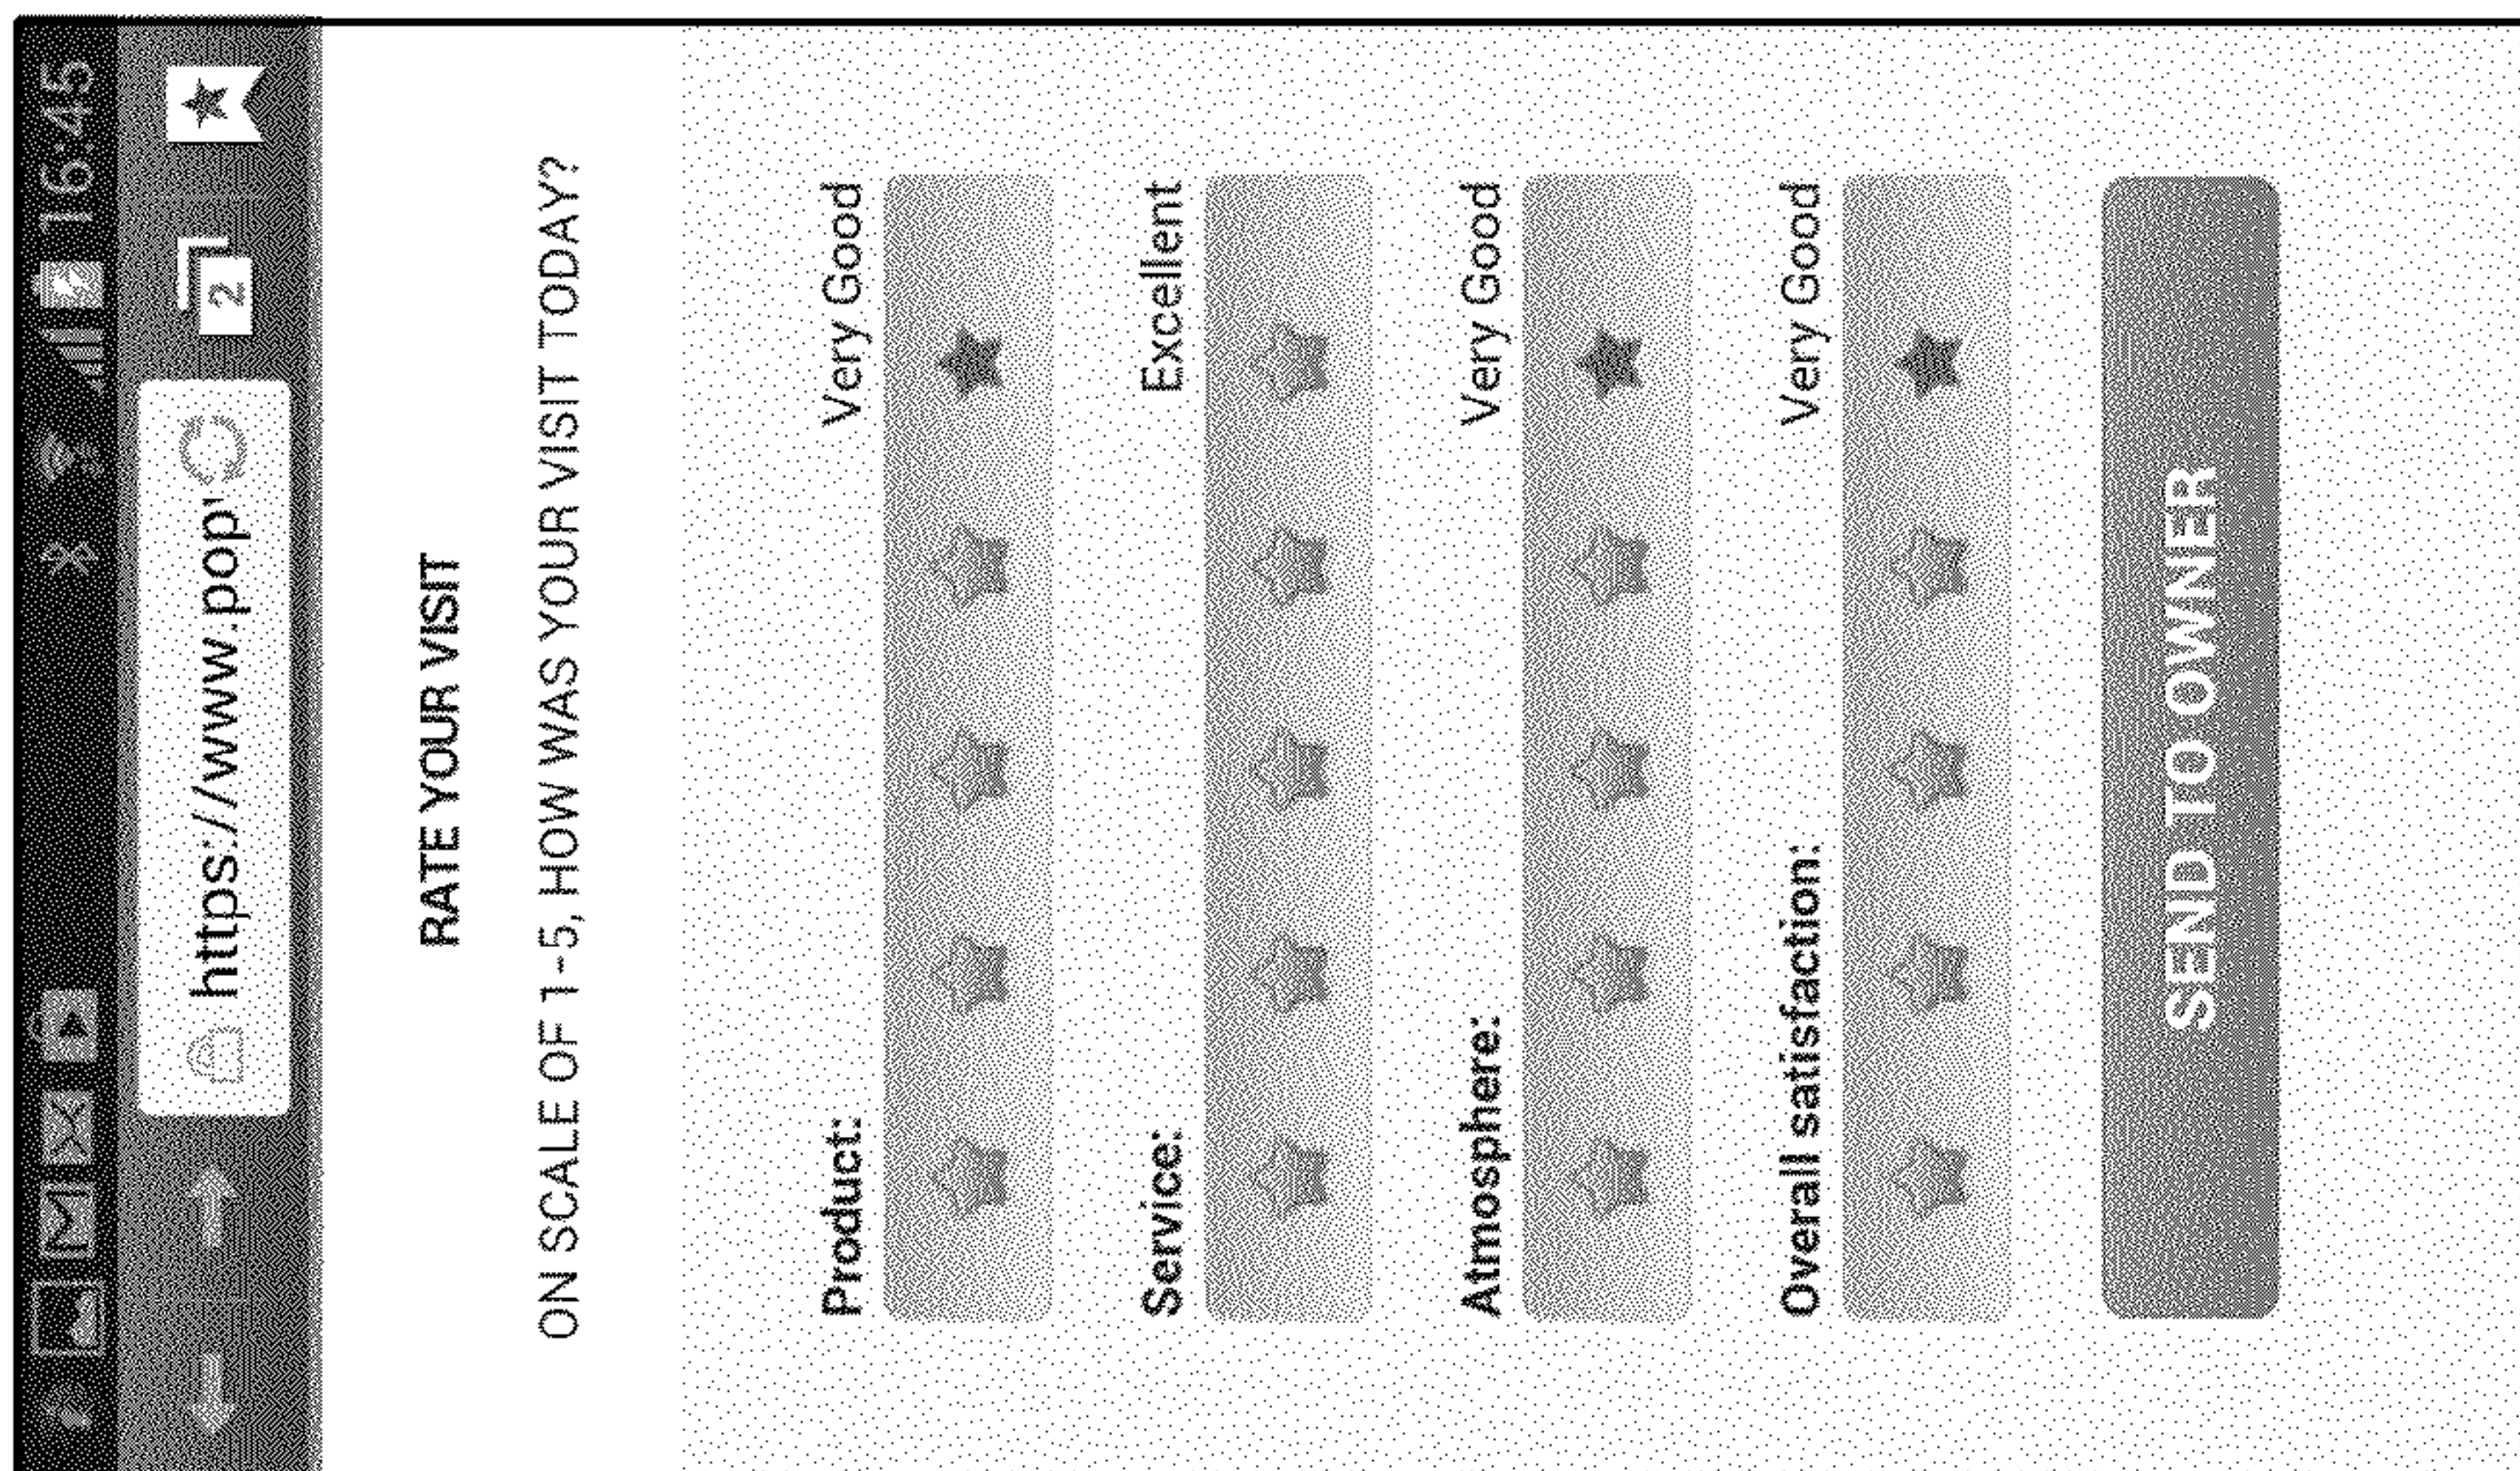 16:45
https://www.pop'
2
RATE YOUR VISIT
ON SCALE OF 1-5, HOW WAS YOUR VISIT TODAY?
Product: Very Good
Service: Excellent
Atmosphere: Very Good
Overall satisfaction: Very Good
SEND TO OWNER